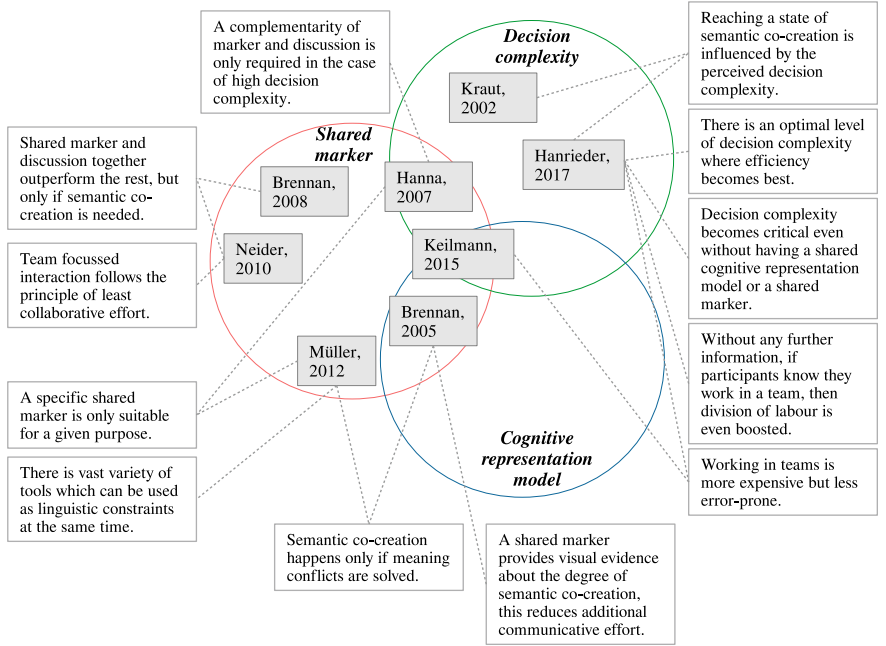 A complementarity of
marker and discussion is
only required in the case
of high decision
complexity.
Decision
complexity
Reaching a state of
semantic co-creation is
influenced by the
perceived decision
complexity.
Kraut,
2002
Shared
marker
Shared marker and
discussion together
outperform the rest, but
only if semantic co-
creation is needed.
Brennan,
2008
Hanna,
2007
Hanrieder,
2017
There is an optimal level
of decision complexity
where efficiency
becomes best.
Neider,
2010
Keilmann,
2015
Decision complexity
becomes critical even
without having a shared
cognitive representation
model or a shared
marker.
Team focussed
interaction follows the
principle of least
collaborative effort.
Brennan,
2005
Müller,
2012
Without any further
information, if
participants know they
work in a team, then
division of labour is
even boosted.
A specific shared
marker is only suitable
for a given purpose.
Cognitive
representation
model
There is vast variety of
tools which can be used
as linguistic constraints
at the same time.
Working in teams is
more expensive but less
error-prone.
Semantic co-creation
happens only if meaning
conflicts are solved.
A shared marker
provides visual evidence
about the degree of
semantic co-creation,
this reduces additional
communicative effort.